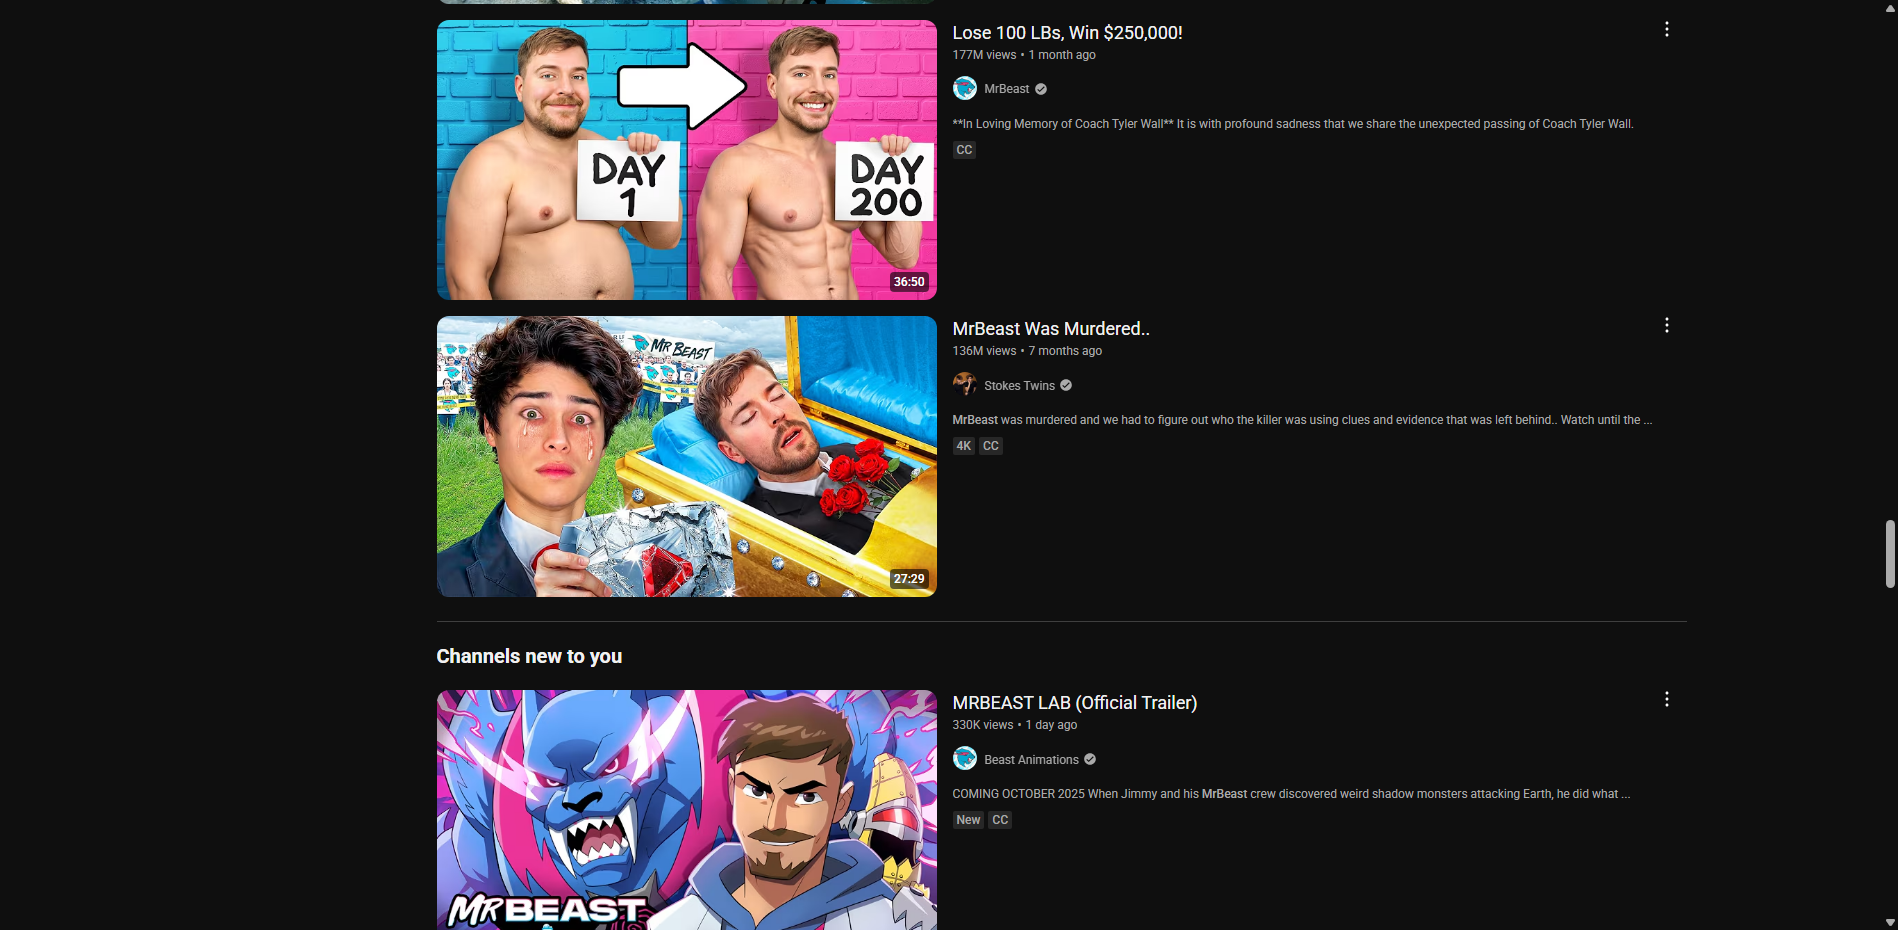 DAY
1
DAY
200
36:50
Lose 100 LBs, Win $250,000!
177M views • 1 month ago
MrBeast
**In Loving Memory of Coach Tyler Wall** It is with profound sadness that we share the unexpected passing of Coach Tyler Wall.
CC
MR BEAST
27:29
MrBeast Was Murdered..
136M views • 7 months ago
Stokes Twins
MrBeast was murdered and we had to figure out who the killer was using clues and evidence that was left behind.. Watch until the ...
4K CC
Channels new to you
MRBEAST
MRBEAST LAB (Official Trailer)
330K views • 1 day ago
Beast Animations
COMING OCTOBER 2025 When Jimmy and his MrBeast crew discovered weird shadow monsters attacking Earth, he did what ...
New CC